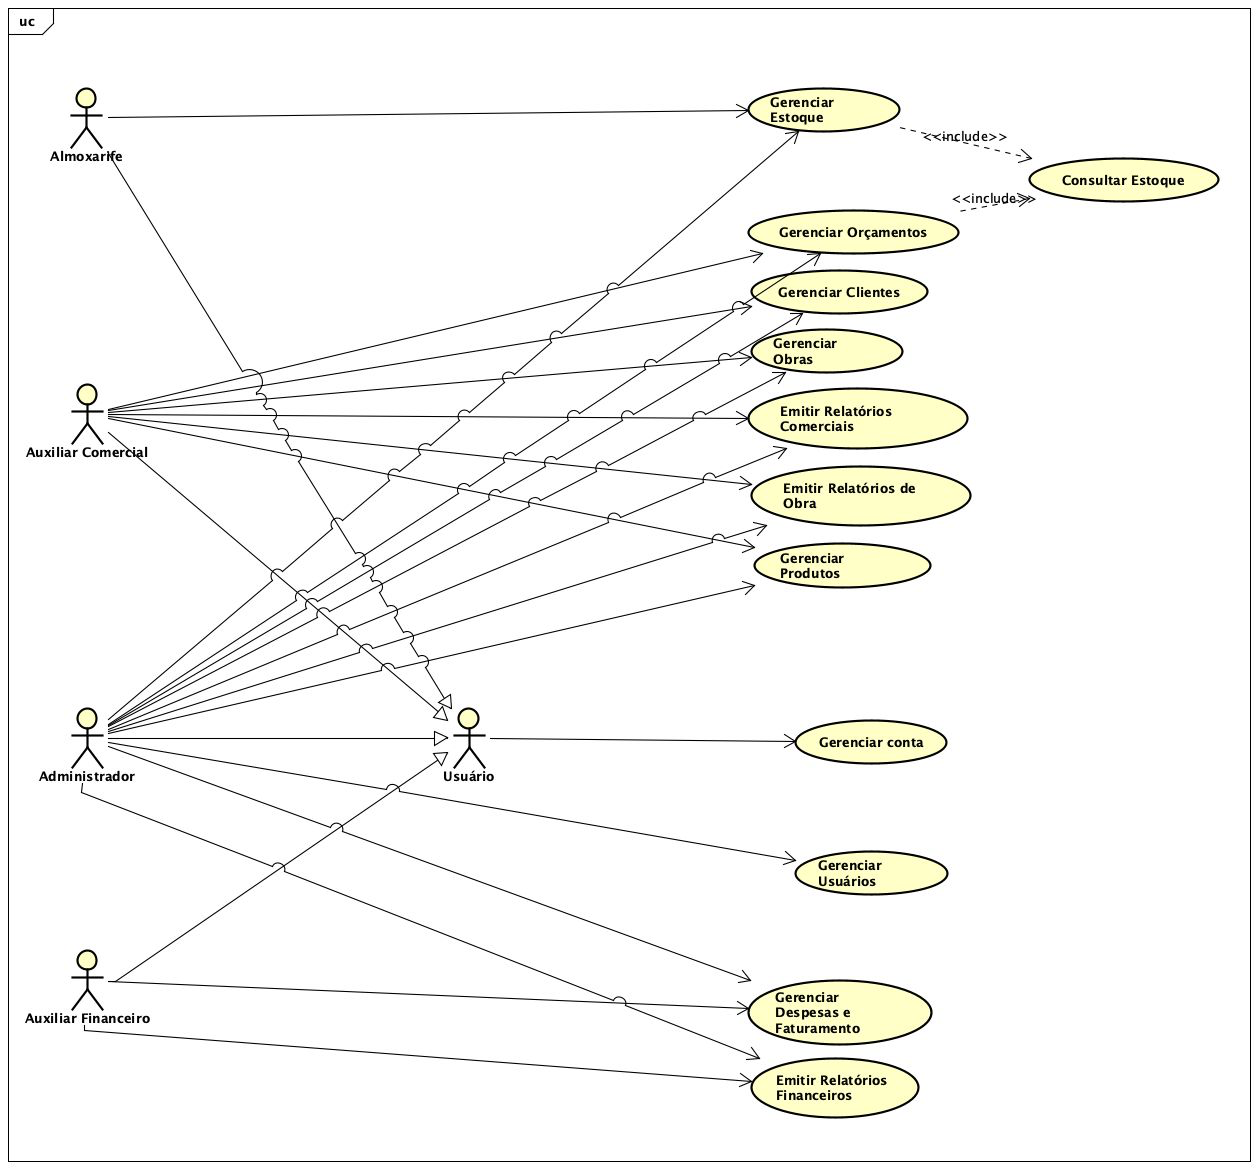 uc
Almoxarife
Gerenciar
Estoque
<<include>>
Consultar Estoque
<<include>>
Gerenciar Orçamentos
Gerenciar Clientes
Gerenciar
Obras
Auxiliar Comercial
Emitir Relatórios
Comerciais
Emitir Relatórios de
Obra
Gerenciar
Produtos
Administrador
Usuário
Gerenciar conta
Gerenciar
Usuários
Auxiliar Financeiro
Gerenciar
Despesas e
Faturamento
Emitir Relatórios
Financeiros